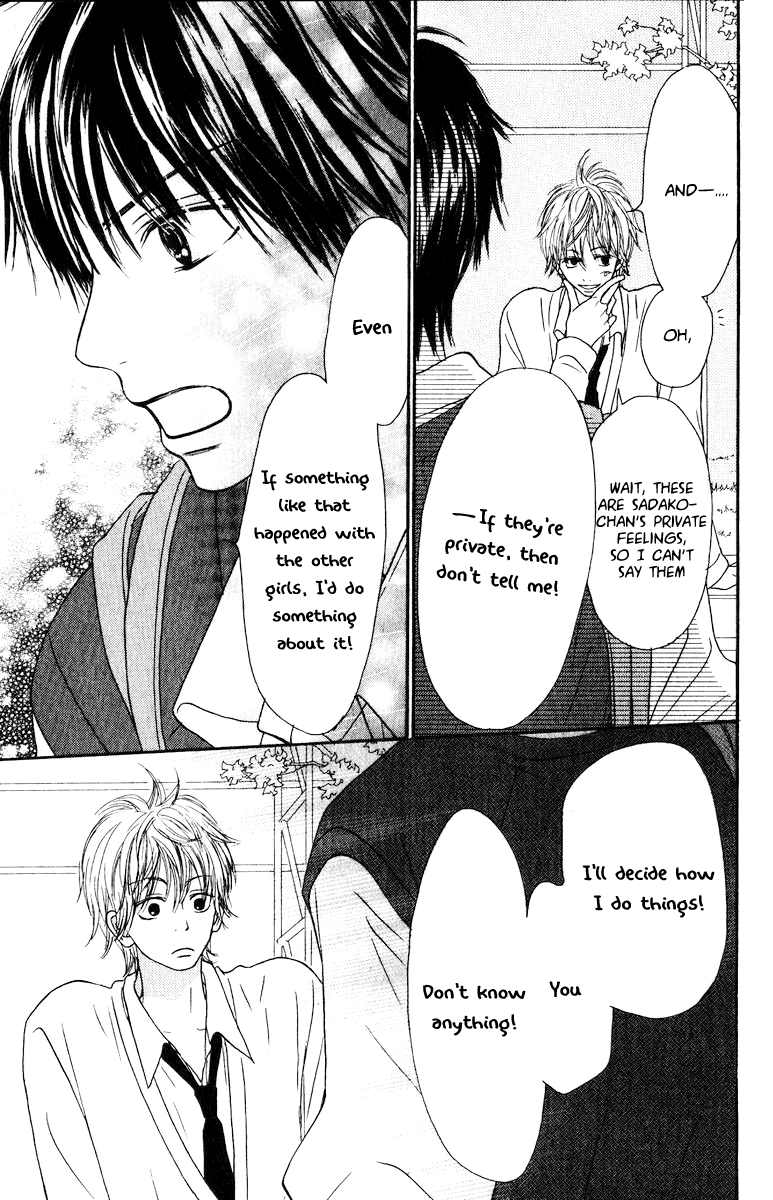 AND—....
OH,
WAIT, THESE
ARE SADAKO-
CHAN'S PRIVATE
FEELINGS,
SO I CAN'T
SAY THEM
—If they're
private, then
don't tell me!
Even
If something
like that
happened with
the other
girls, I'd do
something
about it!
I'll decide how
I do things!
You
Don't know
anything!